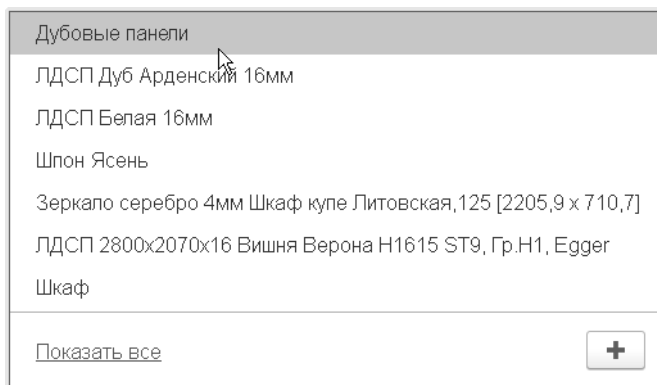 Дубовые панели
ЛДСП Дуб Арденский 16мм
ЛДСП Белая 16мм
Шпон Ясень
Зеркало серебро 4мм Шкаф купе Литовская,125 [2205,9 x 710,7]
ЛДСП 2800х2070х16 Вишня Верона H1615 ST9, Гр.H1, Egger
Шкаф
Показать все
+